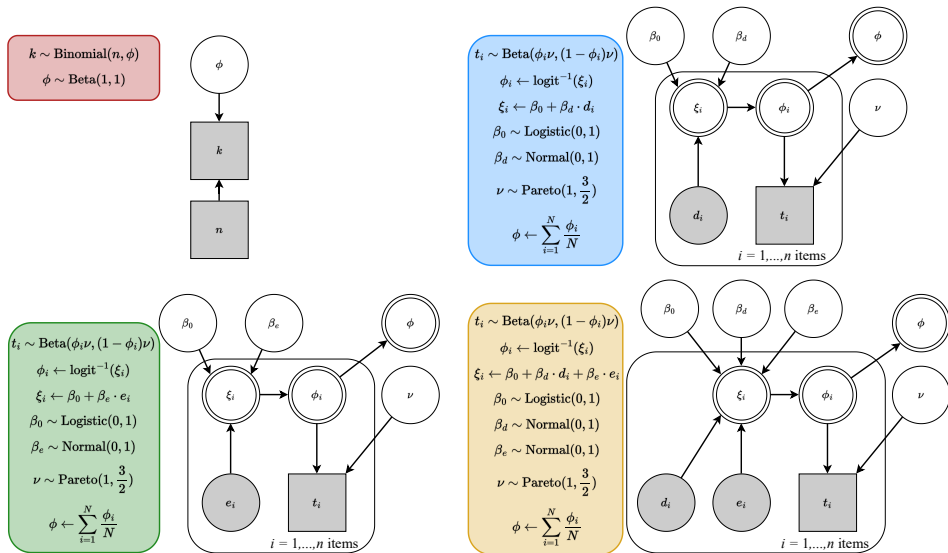 k ∼ Binomial(n, ϕ)
ϕ ∼ Beta(1, 1)
ϕ
k
n
t_i ∼ Beta(ϕ_iν, (1 − ϕ_i)ν)
ϕ_i ← logit⁻¹(ξ_i)
ξ_i ← β_0 + β_d · d_i
β_0 ∼ Logistic(0, 1)
β_d ∼ Normal(0, 1)
ν ∼ Pareto(1, 3/2)
ϕ ← ∑_{i=1}^{N} ϕ_i/N
β_0
β_d
ϕ
ξ_i
ϕ_i
ν
d_i
t_i
i = 1,...,n items
t_i ∼ Beta(ϕ_iν, (1 − ϕ_i)ν)
ϕ_i ← logit⁻¹(ξ_i)
ξ_i ← β_0 + β_e · e_i
β_0 ∼ Logistic(0, 1)
β_e ∼ Normal(0, 1)
ν ∼ Pareto(1, 3/2)
ϕ ← ∑_{i=1}^{N} ϕ_i/N
β_0
β_e
ϕ
ξ_i
ϕ_i
ν
e_i
t_i
i = 1,...,n items
t_i ∼ Beta(ϕ_iν, (1 − ϕ_i)ν)
ϕ_i ← logit⁻¹(ξ_i)
ξ_i ← β_0 + β_d · d_i + β_e · e_i
β_0 ∼ Logistic(0, 1)
β_d ∼ Normal(0, 1)
β_e ∼ Normal(0, 1)
ν ∼ Pareto(1, 3/2)
ϕ ← ∑_{i=1}^{N} ϕ_i/N
β_0
β_d
β_e
ϕ
ξ_i
ϕ_i
ν
d_i
e_i
t_i
i = 1,...,n items